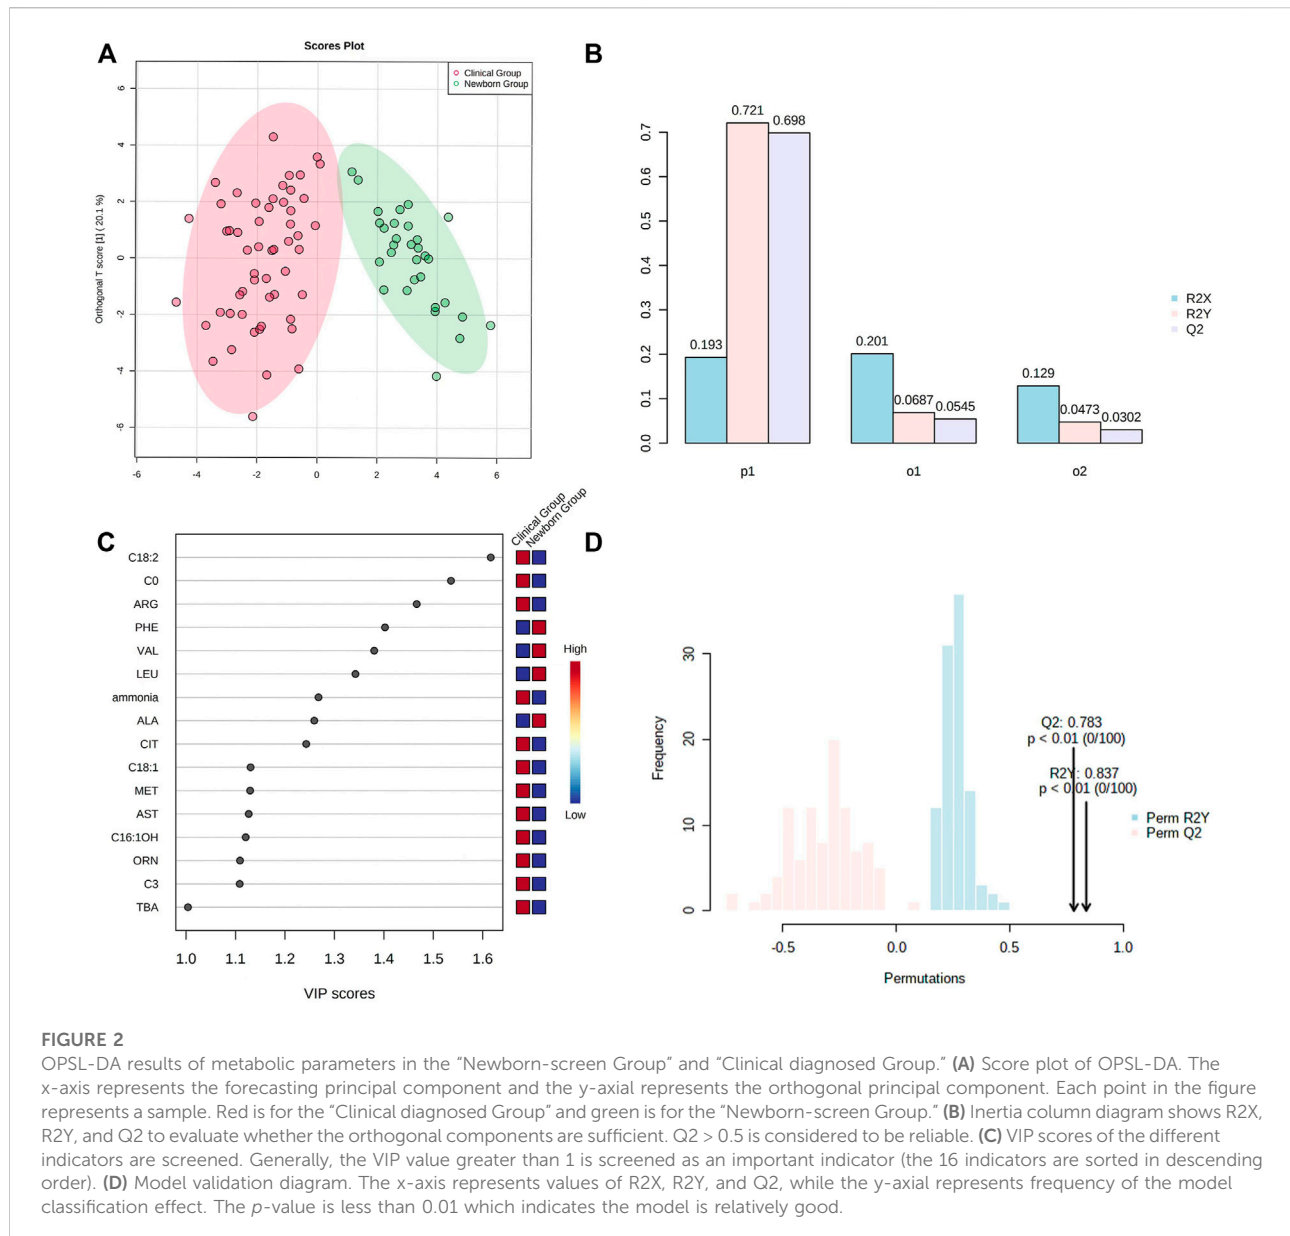 A
Scores Plot
Clinical Group
Newborn Group
Orthogonal T score [1] ( 20.1 %)
6
4
2
0
-2
-4
-6
-6
-4
-2
0
2
4
6
B
0.0
0.1
0.2
0.3
0.4
0.5
0.6
0.7
0.193
0.721
0.698
0.201
0.0687
0.0545
0.129
0.0473
0.0302
p1
o1
o2
R2X
R2Y
Q2
C
Clinical Group
Newborn Group
C18:2
C0
ARG
PHE
VAL
LEU
ammonia
ALA
CIT
C18:1
MET
AST
C16:1OH
ORN
C3
TBA
1.0
1.1
1.2
1.3
1.4
1.5
1.6
VIP scores
High
Low
D
Frequency
0
10
20
30
-0.5
0.0
0.5
1.0
Permutations
Q2: 0.783
p < 0.01 (0/100)
R2Y: 0.837
p < 0.01 (0/100)
Perm R2Y
Perm Q2
FIGURE 2
OPSL-DA results of metabolic parameters in the “Newborn-screen Group” and “Clinical diagnosed Group.” (A) Score plot of OPSL-DA. The
x-axis represents the forecasting principal component and the y-axial represents the orthogonal principal component. Each point in the figure
represents a sample. Red is for the “Clinical diagnosed Group” and green is for the “Newborn-screen Group.” (B) Inertia column diagram shows R2X,
R2Y, and Q2 to evaluate whether the orthogonal components are sufficient. Q2 > 0.5 is considered to be reliable. (C) VIP scores of the different
indicators are screened. Generally, the VIP value greater than 1 is screened as an important indicator (the 16 indicators are sorted in descending
order). (D) Model validation diagram. The x-axis represents values of R2X, R2Y, and Q2, while the y-axial represents frequency of the model
classification effect. The p-value is less than 0.01 which indicates the model is relatively good.